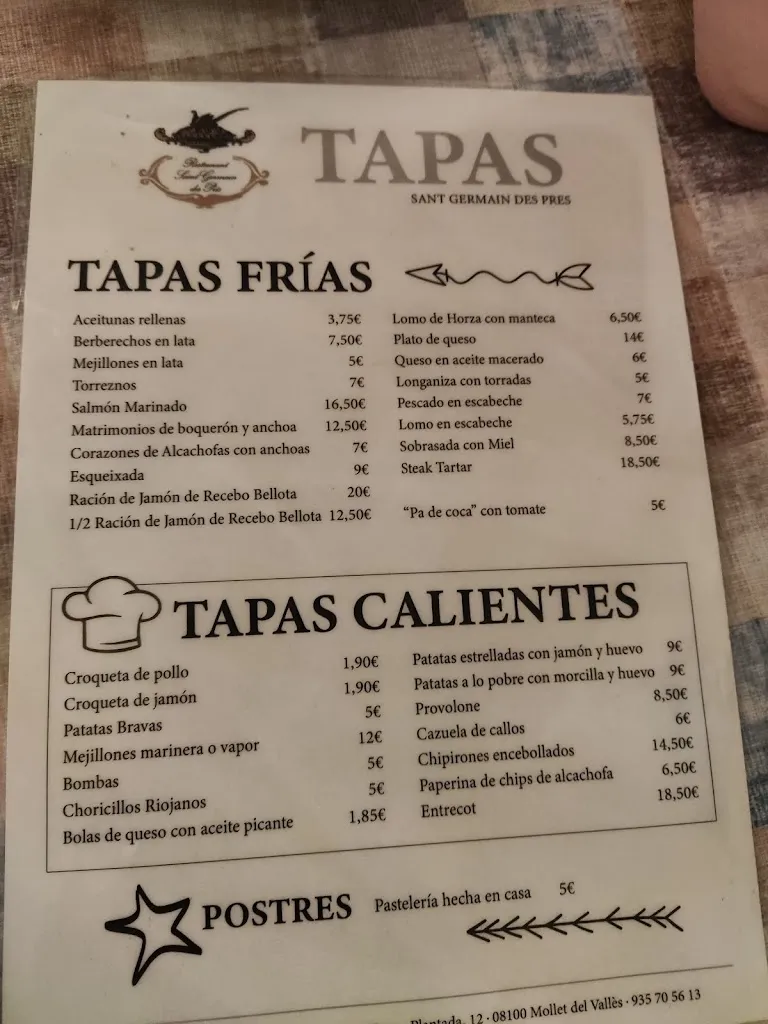 Restaurant
Saint Germain
des Prés
TAPAS
SANT GERMAIN DES PRES
TAPAS FRÍAS
Aceitunas rellenas 3,75€
Berberechos en lata 7,50€
Mejillones en lata 5€
Torreznos 7€
Salmón Marinado 16,50€
Matrimonios de boquerón y anchoa 12,50€
Corazones de Alcachofas con anchoas 7€
Esqueixada 9€
Ración de Jamón de Recebo Bellota 20€
1/2 Ración de Jamón de Recebo Bellota 12,50€
Lomo de Horza con manteca 6,50€
Plato de queso 14€
Queso en aceite macerado 6€
Longaniza con torradas 5€
Pescado en escabeche 7€
Lomo en escabeche 5,75€
Sobrasada con Miel 8,50€
Steak Tartar 18,50€
“Pa de coca” con tomate 5€
TAPAS CALIENTES
Croqueta de pollo 1,90€
Croqueta de jamón 1,90€
Patatas Bravas 5€
Mejillones marinera o vapor 12€
Bombas 5€
Choricillos Riojanos 5€
Bolas de queso con aceite picante 1,85€
Patatas estrelladas con jamón y huevo 9€
Patatas a lo pobre con morcilla y huevo 9€
Provolone 8,50€
Cazuela de callos 6€
Chipirones encebollados 14,50€
Paperina de chips de alcachofa 6,50€
Entrecot 18,50€
POSTRES Pastelería hecha en casa 5€
Plantada, 12 · 08100 Mollet del Vallès · 935 70 56 13